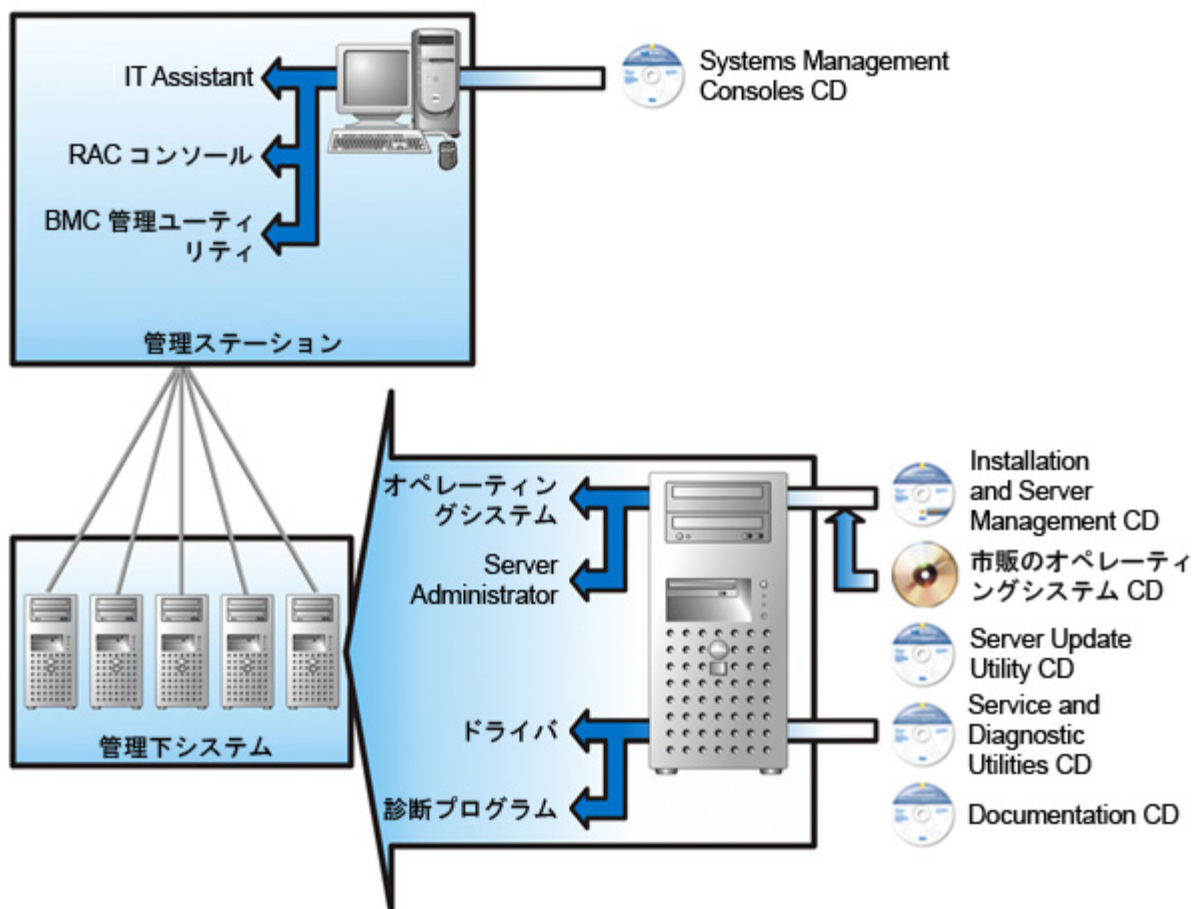 IT Assistant
RAC コンソール
BMC 管理ユーティ
リティ
管理ステーション
Systems Management
Consoles CD
オペレーティン
グシステム
Server
Administrator
ドライバ
診断プログラム
管理下システム
Installation
and Server
Management CD
市販のオペレーティ
ングシステム CD
Server Update
Utility CD
Service and
Diagnostic
Utilities CD
Documentation CD